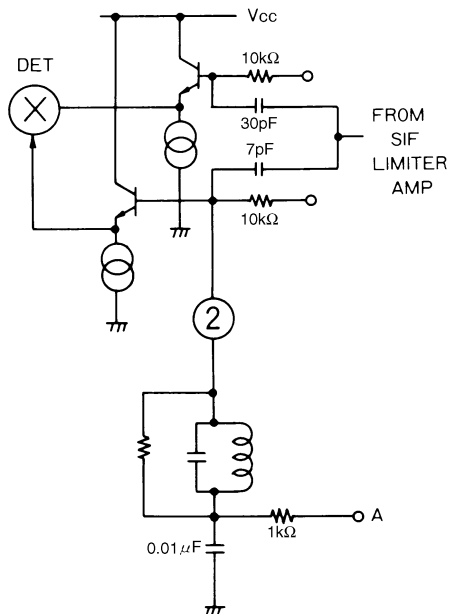 Vcc
DET
X
10kΩ
30pF
7pF
10kΩ
FROM
SIF
LIMITER
AMP
2
1kΩ
A
0.01μF